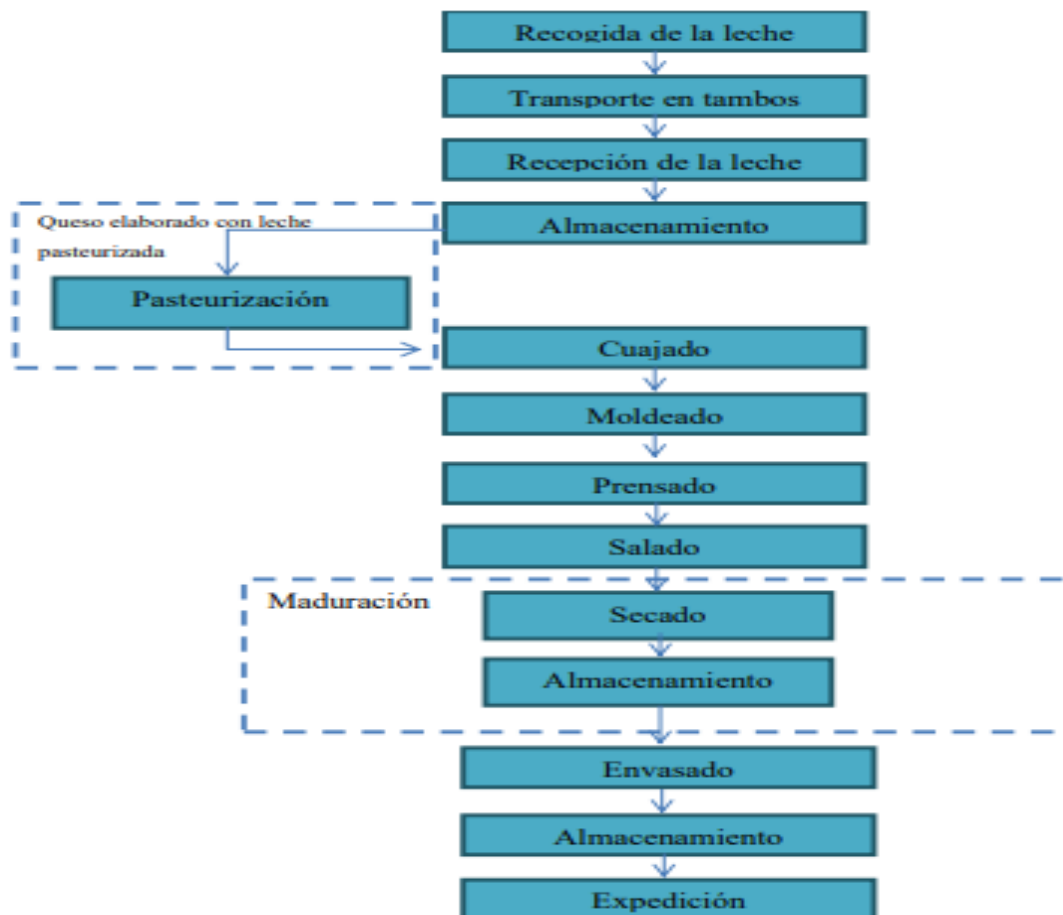 Recogida de la leche
Transporte en tambos
Recepción de la leche
Almacenamiento
Queso elaborado con leche
pasteurizada
Pasteurización
Cuajado
Moldeado
Prensado
Salado
Maduración
Secado
Almacenamiento
Envasado
Almacenamiento
Expedición